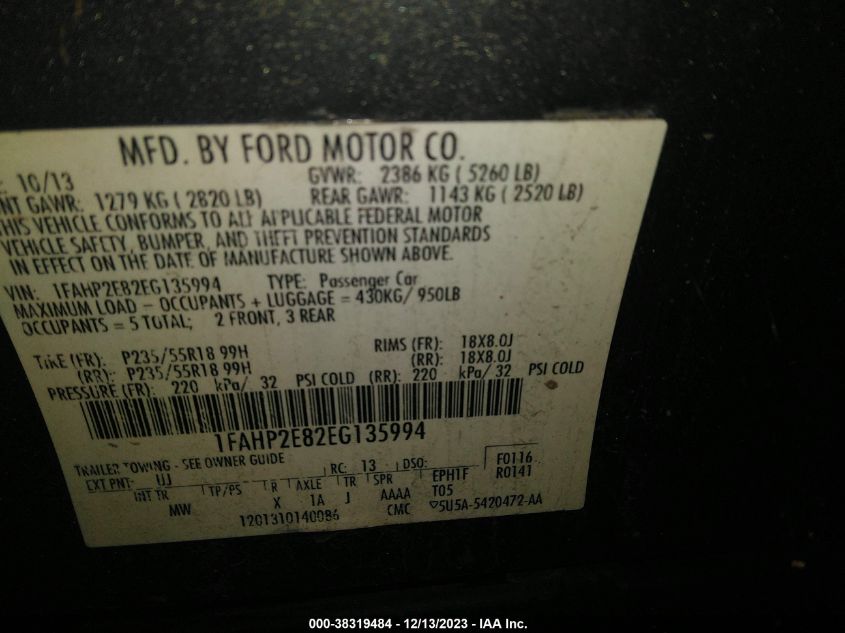 MFD. BY FORD MOTOR CO.
: 10/13 GVWR: 2386 KG ( 5260 LB)
NT GAWR: 1279 KG ( 2820 LB) REAR GAWR: 1143 KG ( 2520 LB)
THIS VEHICLE CONFORMS TO ALL APPLICABLE FEDERAL MOTOR
VEHICLE SAFETY, BUMPER, AND THEFT PREVENTION STANDARDS
IN EFFECT ON THE DATE OF MANUFACTURE SHOWN ABOVE.
VIN: 1FAHP2E82EG135994 TYPE: Passenger Car
MAXIMUM LOAD - OCCUPANTS + LUGGAGE = 430KG/ 950LB
OCCUPANTS = 5 TOTAL; 2 FRONT, 3 REAR
TIRE (FR): P235/55R18 99H RIMS (FR): 18X8.0J
(RR): P235/55R18 99H (RR): 18X8.0J
PRESSURE (FR): 220 kPa/ 32 PSI COLD (RR): 220 kPa/ 32 PSI COLD
1FAHP2E82EG135994
TRAILER TOWING - SEE OWNER GUIDE
EXT PNT: UJ RC: 13 DSO: F0116
INT TR TP/PS R AXLE TR SPR EPH1F R0141
MW X 1A J AAAA T05
1201310140086 CMC ▽5U5A-5420472-AA
000-38319484 - 12/13/2023 - IAA Inc.